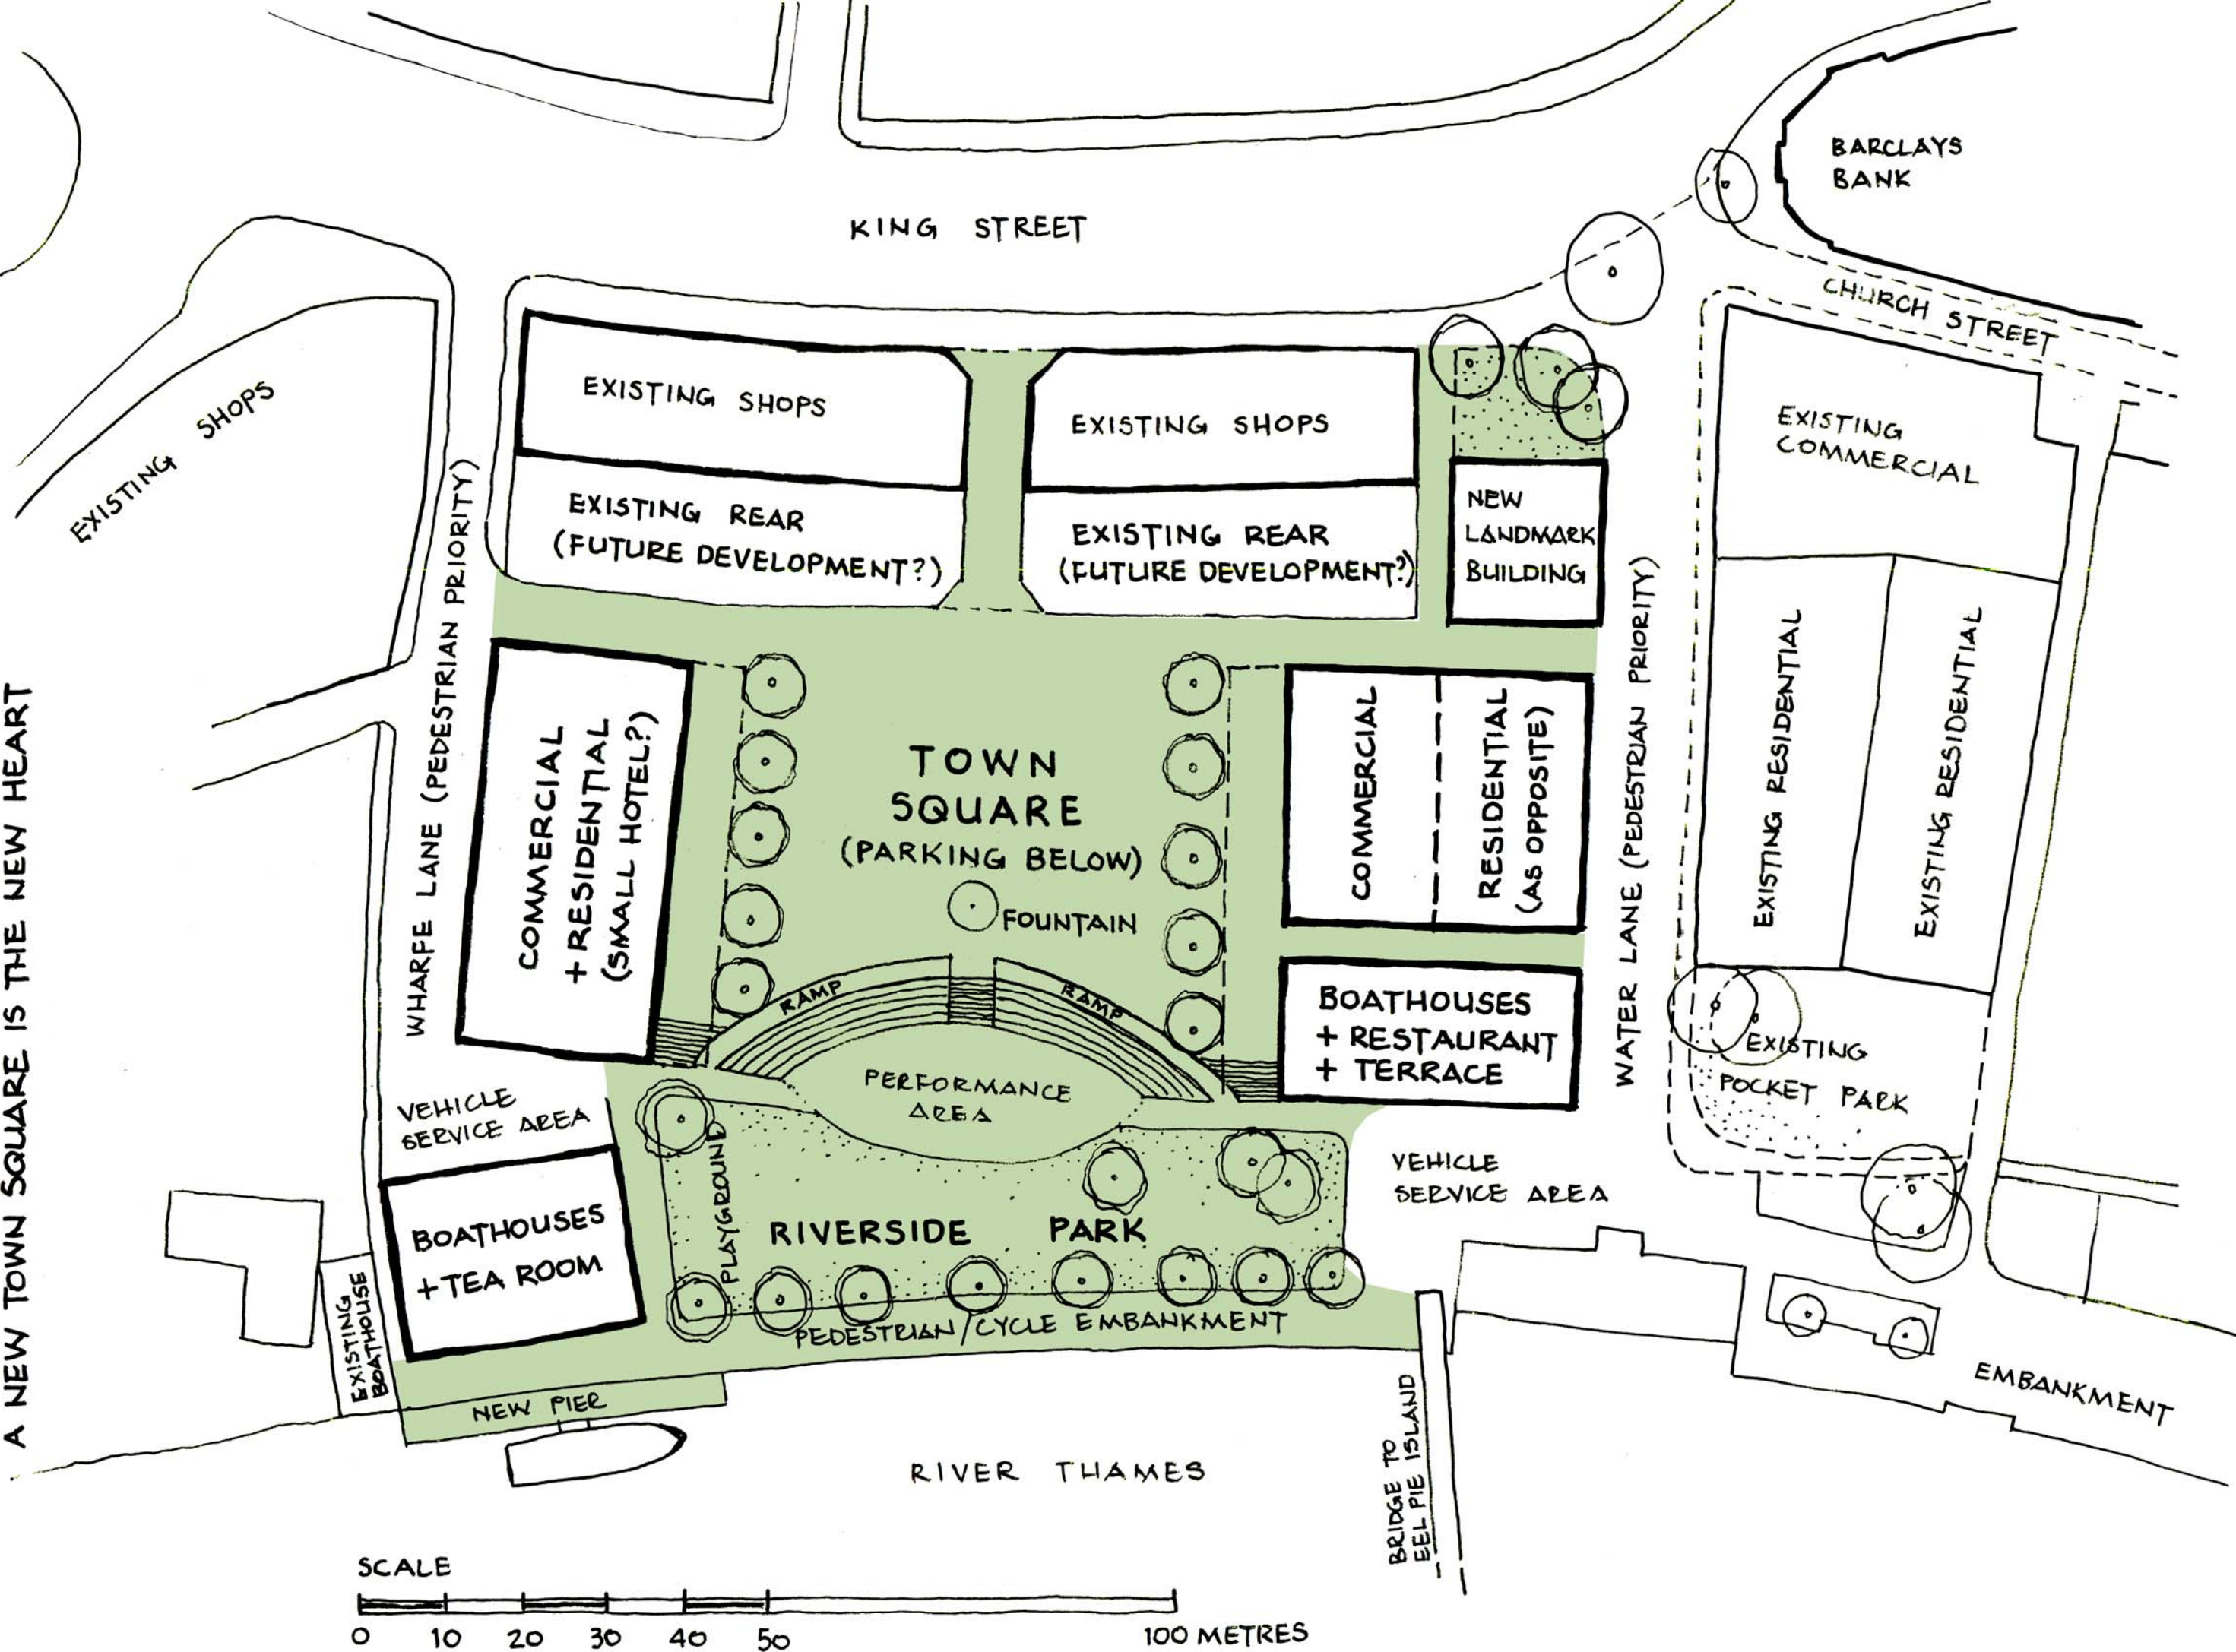 BARCLAYS
BANK
KING STREET
CHURCH STREET
EXISTING SHOPS
EXISTING SHOPS
EXISTING SHOPS
EXISTING
COMMERCIAL
EXISTING REAR
(FUTURE DEVELOPMENT?)
EXISTING REAR
(FUTURE DEVELOPMENT?)
NEW
LANDMARK
BUILDING
WHARFE LANE (PEDESTRIAN PRIORITY)
WATER LANE (PEDESTRIAN PRIORITY)
A NEW TOWN SQUARE IS THE NEW HEART
COMMERCIAL
+ RESIDENTIAL
(SMALL HOTEL?)
TOWN
SQUARE
(PARKING BELOW)
FOUNTAIN
COMMERCIAL
RESIDENTIAL
(AS OPPOSITE)
EXISTING RESIDENTIAL
EXISTING RESIDENTIAL
RAMP
RAMP
BOATHOUSES
+ RESTAURANT
+ TERRACE
EXISTING
POCKET PARK
PERFORMANCE
AREA
VEHICLE
SERVICE AREA
VEHICLE
SERVICE AREA
PLAYGROUND
RIVERSIDE PARK
BOATHOUSES
+ TEA ROOM
EXISTING
BOATHOUSE
PEDESTRIAN/CYCLE EMBANKMENT
NEW PIER
EMBANKMENT
RIVER THAMES
BRIDGE TO
EEL PIE ISLAND
SCALE
0 10 20 30 40 50 100 METRES